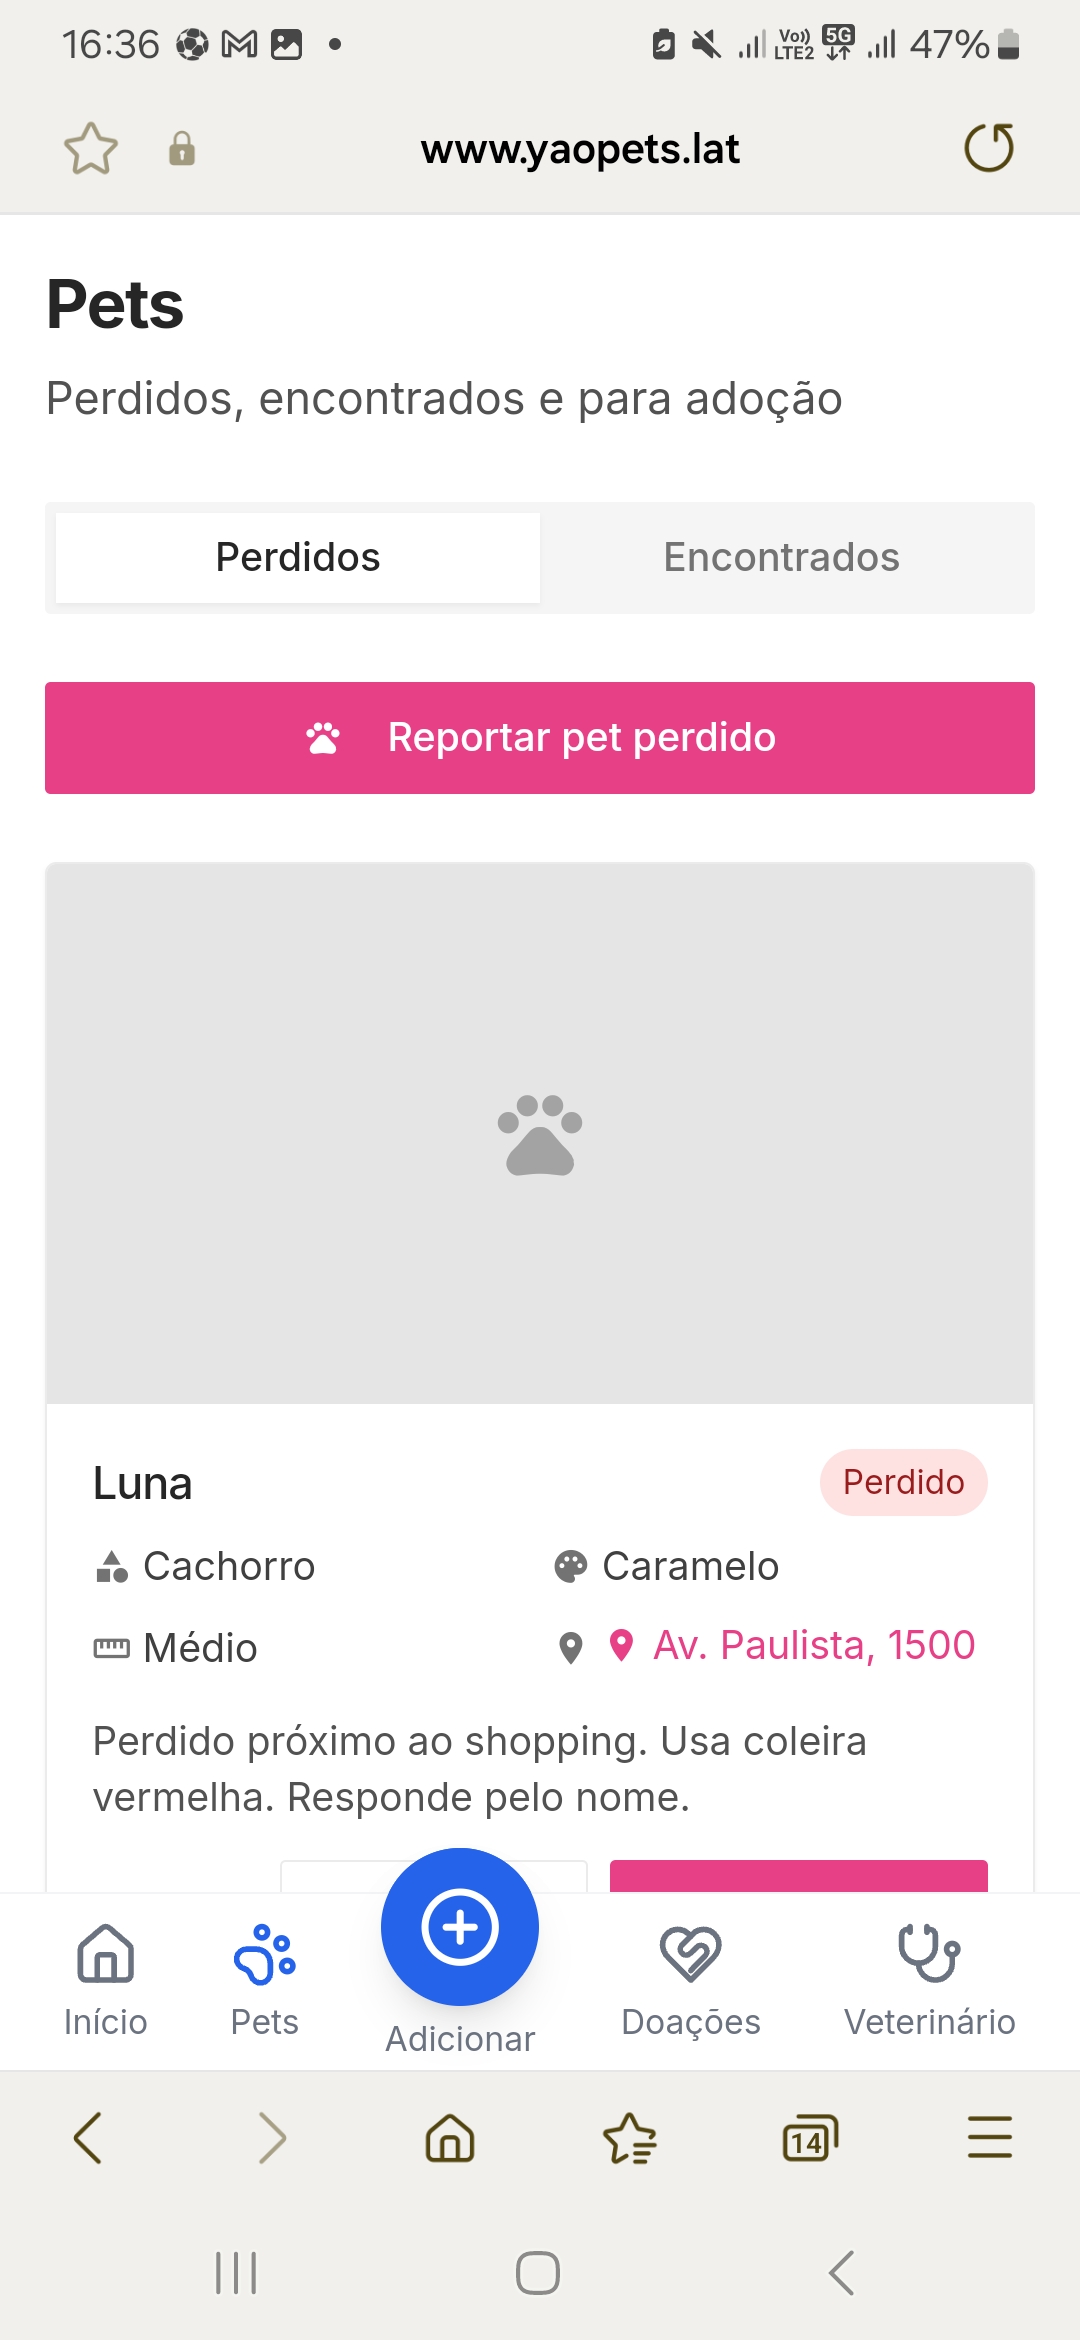 16:36
Vo)) LTE2 5G 47%
www.yaopets.lat
Pets
Perdidos, encontrados e para adoção
Perdidos Encontrados
Reportar pet perdido
Luna Perdido
Cachorro Caramelo
Médio Av. Paulista, 1500
Perdido próximo ao shopping. Usa coleira
vermelha. Responde pelo nome.
Início Pets Adicionar Doações Veterinário
14